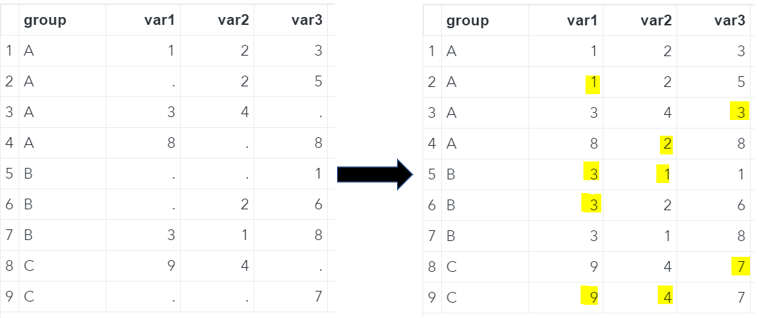 group var1 var2 var3 group var1 var2 var3
1 A 1 2 3 1 A 1 2 3
2 A . 2 5 2 A 1 2 5
3 A 3 4 . 3 A 3 4 3
4 A 8 . 8 4 A 8 2 8
5 B . . 1 5 B 3 1 1
6 B . 2 6 6 B 3 2 6
7 B 3 1 8 7 B 3 1 8
8 C 9 4 . 8 C 9 4 7
9 C . . 7 9 C 9 4 7